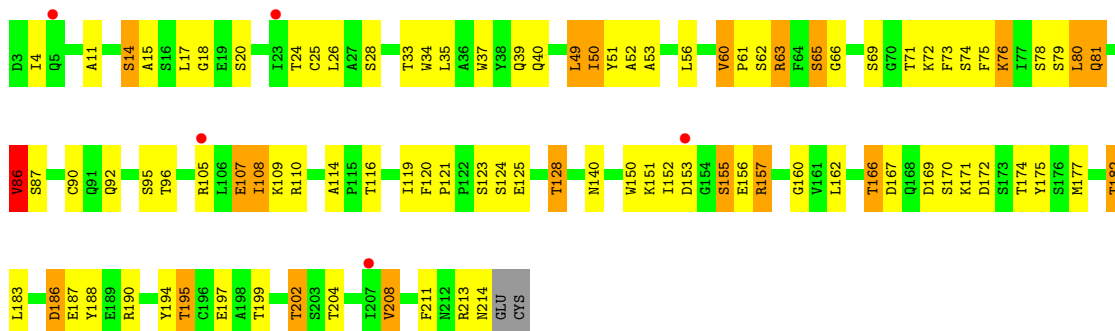 D3 I4 Q5 A11 S14 A15 S16 L17 G18 E19 S20 I23 T24 C25 L26 A27 S28 T33 W34 L35 A36 W37 Y38 Q39 Q40 L49 I50 Y51 A52 A53 L56 V60 P61 S62 R63 F64 S65 G66 S69 G70 T71 K72 F73 S74 F75 K76 I77 S78 S79 L80 Q81
V86 S87 C90 Q91 Q92 S95 T96 R105 L106 E107 I108 K109 R110 A114 P115 T116 I119 F120 P121 P122 S123 S124 E125 T128 N140 W150 K151 I152 D153 G154 S155 E156 R157 G160 V161 L162 T166 D167 Q168 D169 S170 K171 D172 S173 T174 Y175 S176 M177 T182
L183 D186 E187 Y188 E189 R190 Y194 T195 C196 E197 A198 T199 T202 S203 T204 I207 V208 F211 N212 R213 N214 GLU CYS